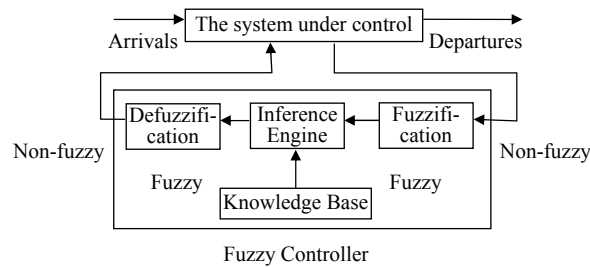 The system under control
Arrivals
Departures
Defuzzifi-
cation
Inference
Engine
Fuzzifi-
cation
Non-fuzzy
Non-fuzzy
Fuzzy
Fuzzy
Knowledge Base
Fuzzy Controller